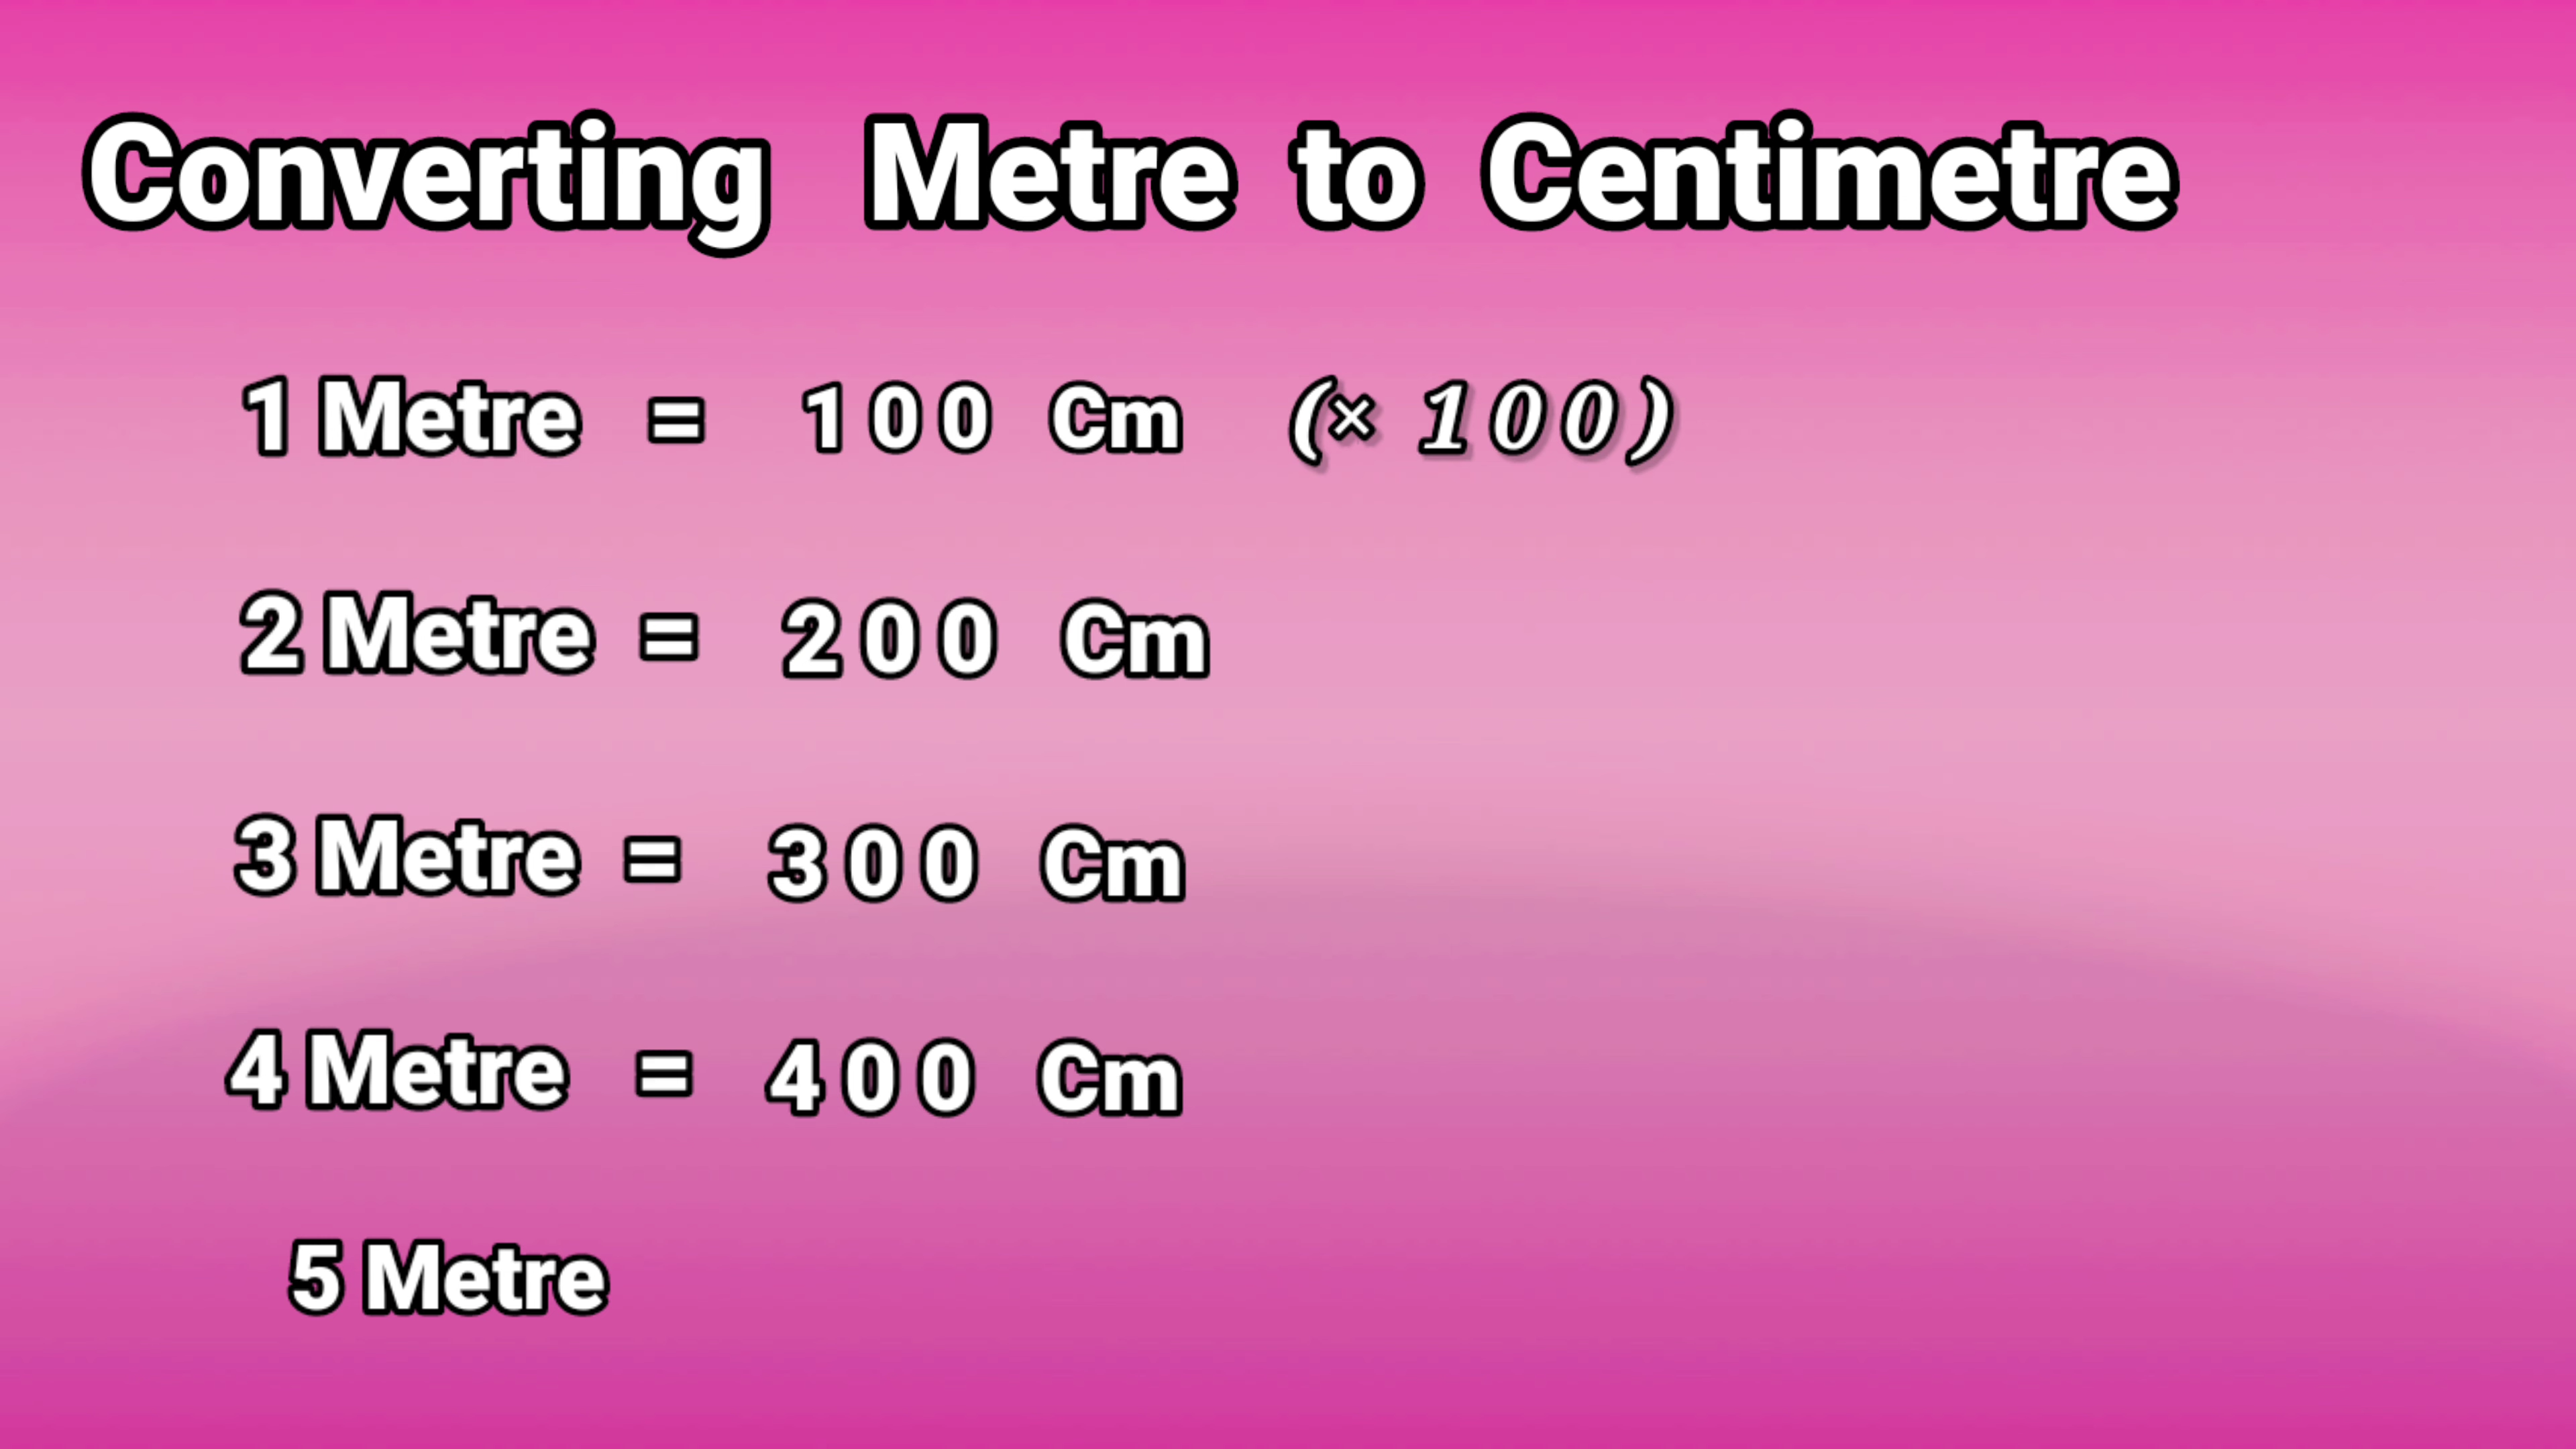 Converting Metre to Centimetre
1 Metre = 100 Cm (× 100)
2 Metre = 200 Cm
3 Metre = 300 Cm
4 Metre = 400 Cm
5 Metre